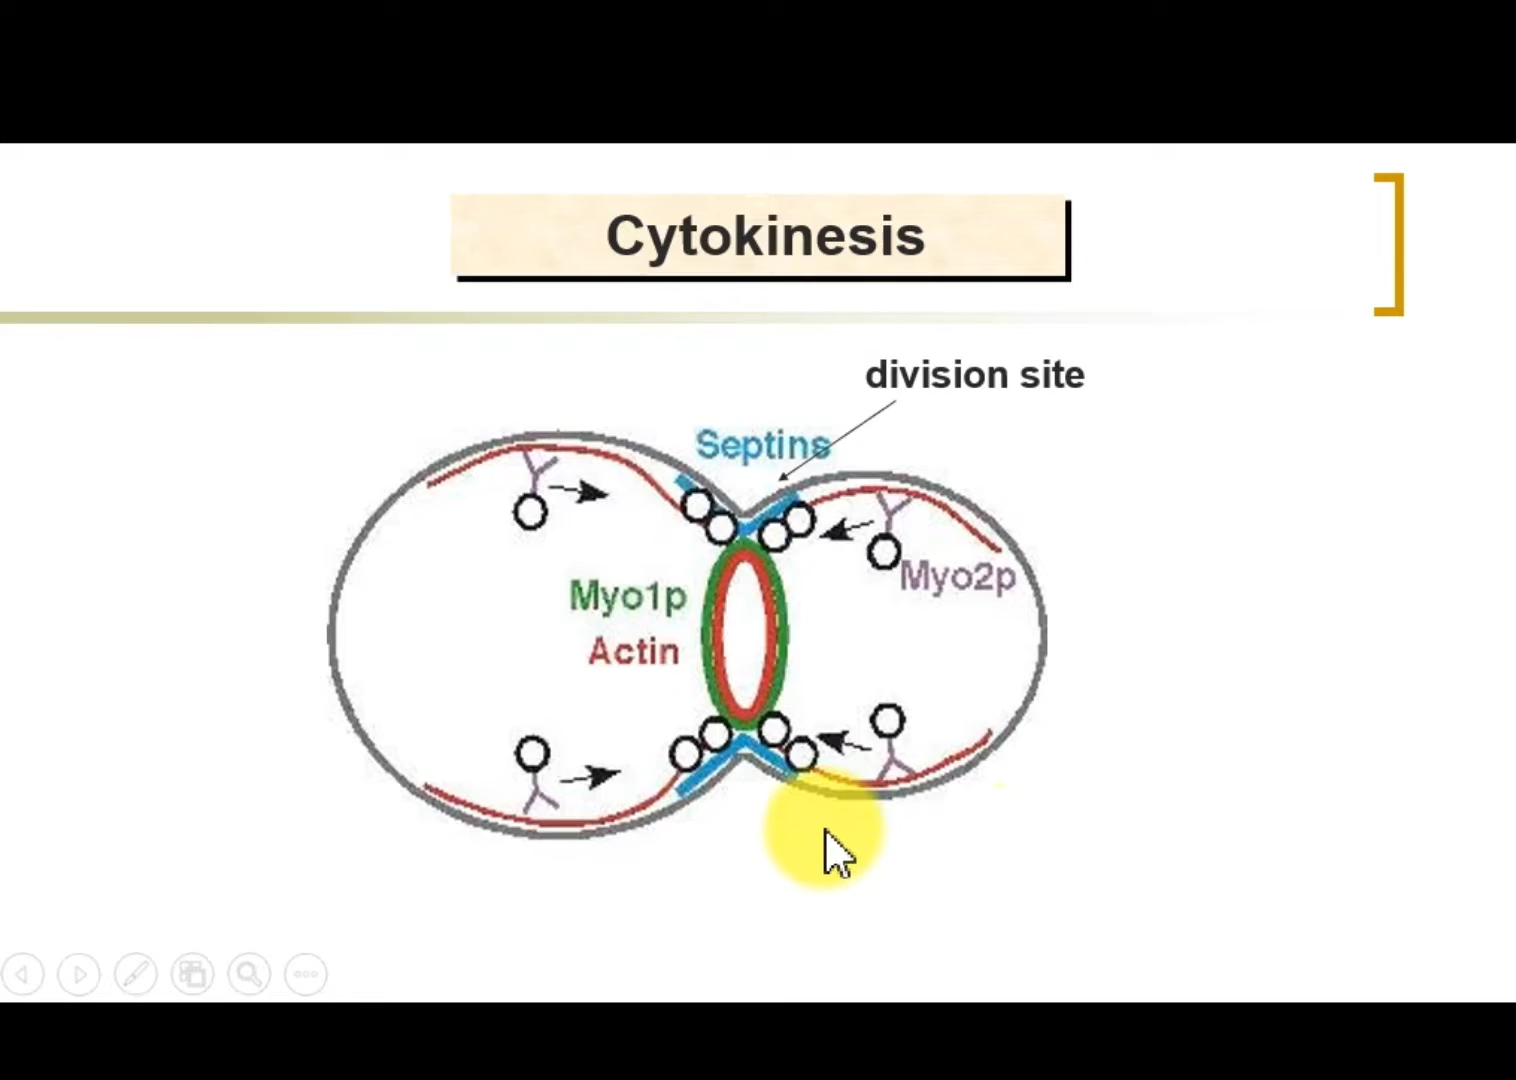 Cytokinesis
division site
Septins
Myo2p
Myo1p
Actin